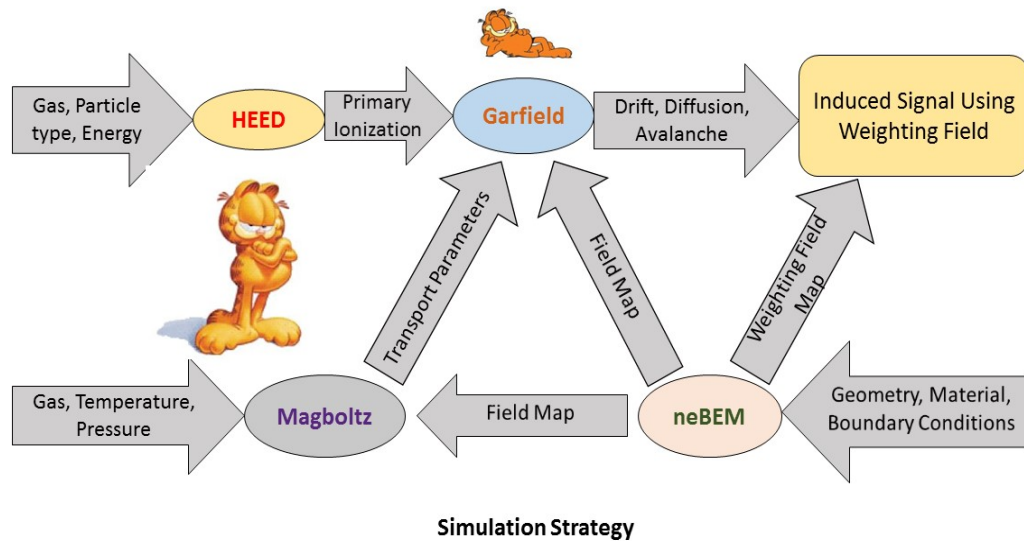 Gas, Particle
type, Energy
HEED
Primary
Ionization
Garfield
Drift, Diffusion,
Avalanche
Induced Signal Using
Weighting Field
Transport Parameters
Field Map
Weighting Field
Map
Gas, Temperature,
Pressure
Magboltz
Field Map
neBEM
Geometry, Material,
Boundary Conditions
Simulation Strategy